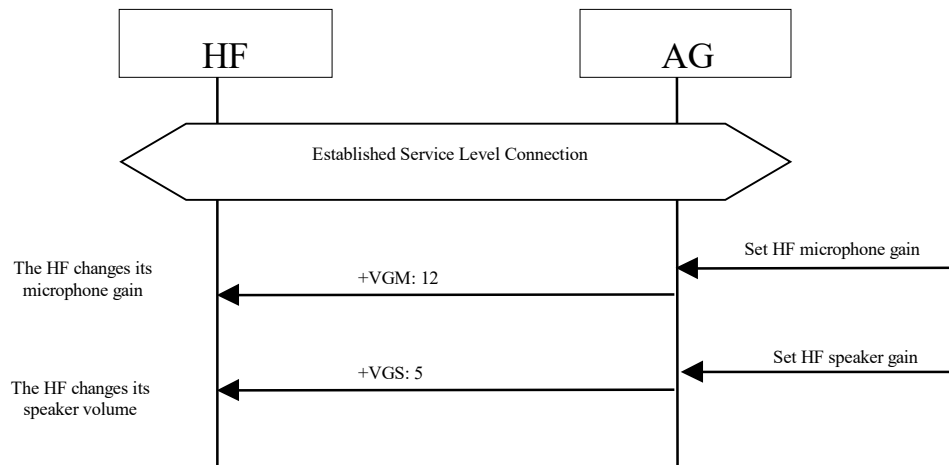 HF
AG
Established Service Level Connection
Set HF microphone gain
The HF changes its
microphone gain
+VGM: 12
Set HF speaker gain
+VGS: 5
The HF changes its
speaker volume